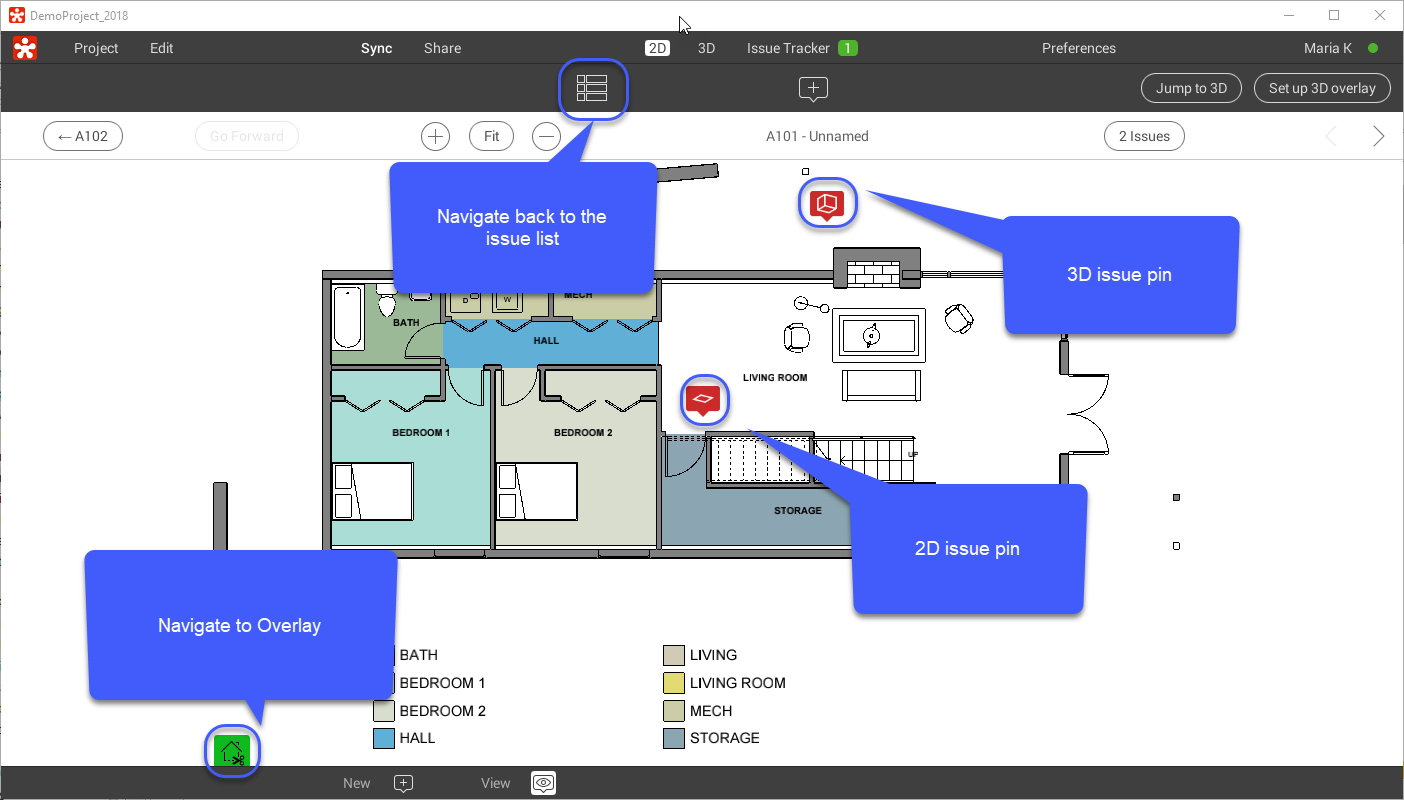 DemoProject_2018
Project Edit Sync Share 2D 3D Issue Tracker 1 Preferences Maria K
Jump to 3D Set up 3D overlay
← A102 Go Forward Fit A101 - Unnamed 2 Issues
Navigate back to the
issue list
3D issue pin
D W MECH
BATH
HALL
LIVING ROOM
BEDROOM 1 BEDROOM 2
UP
STORAGE
2D issue pin
Navigate to Overlay
BATH LIVING
BEDROOM 1 LIVING ROOM
BEDROOM 2 MECH
HALL STORAGE
New View